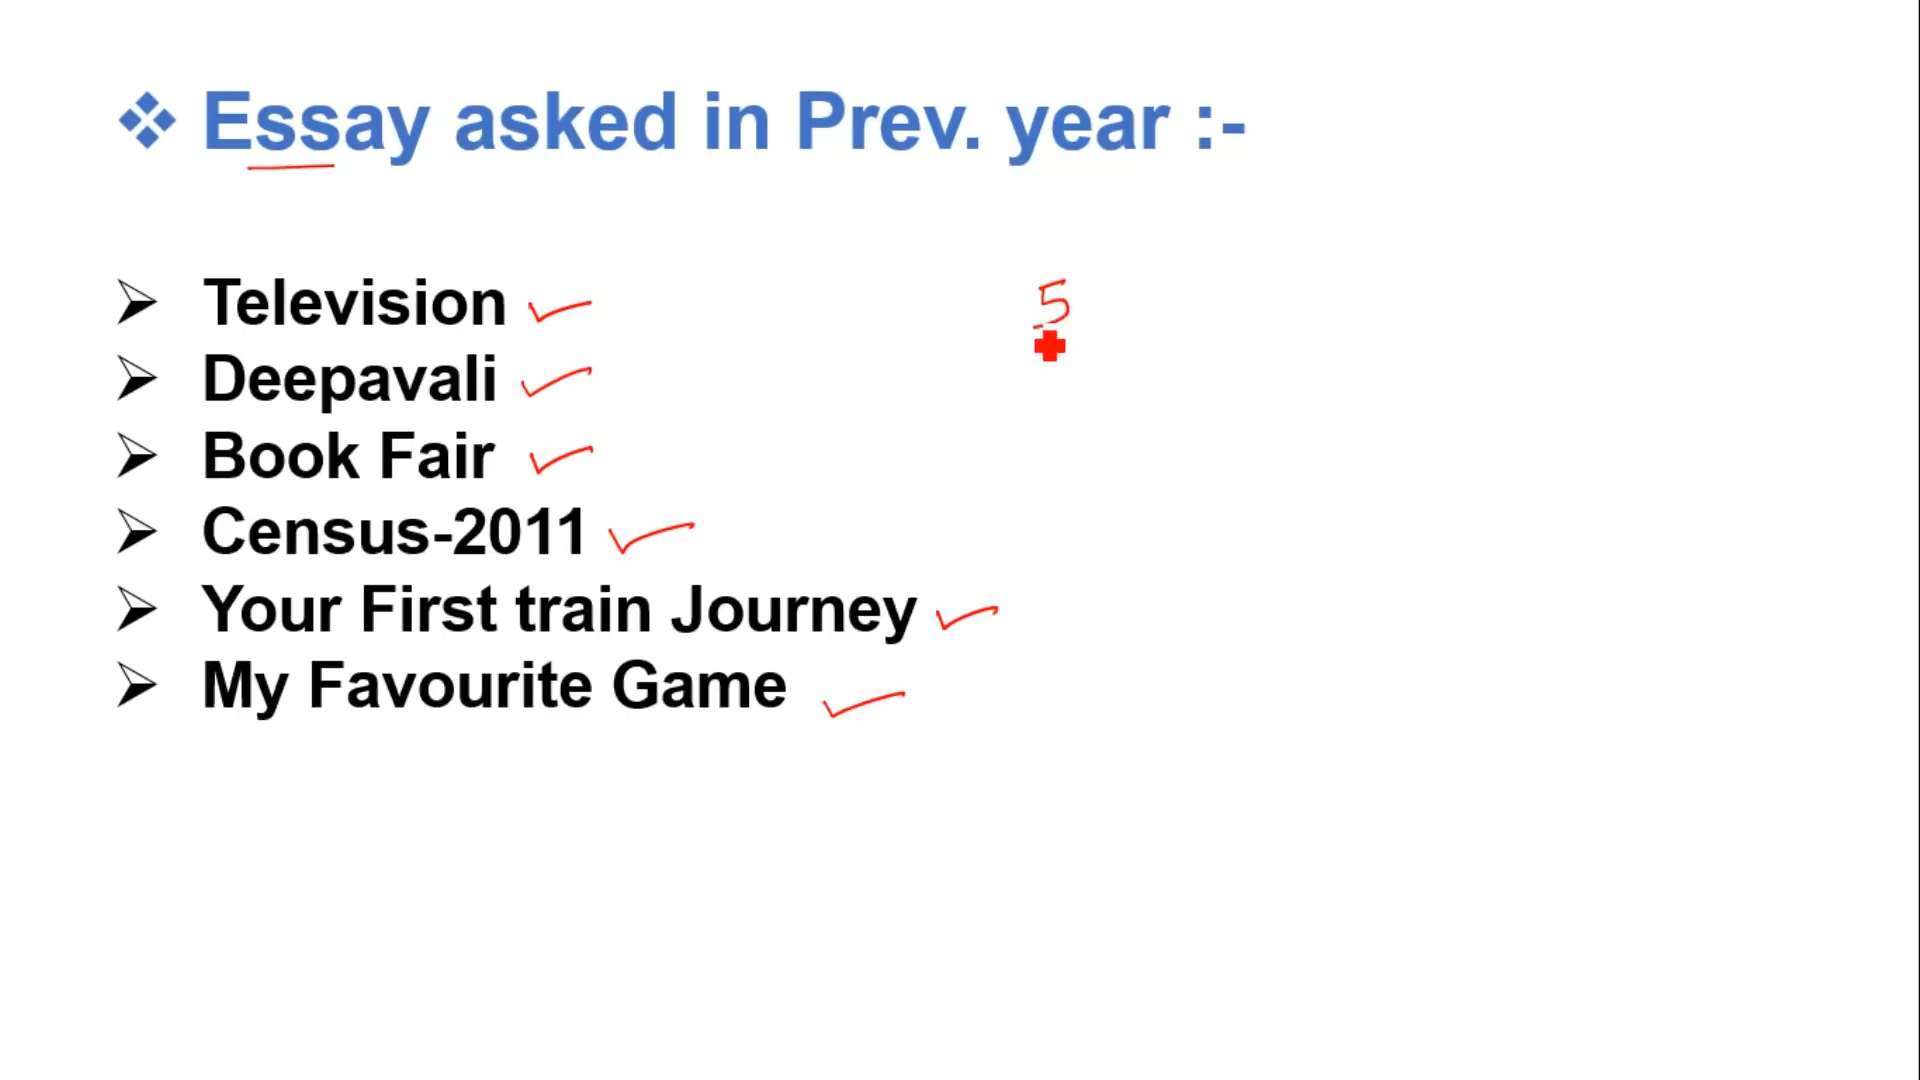 Essay asked in Prev. year :-
Television
5
Deepavali
Book Fair
Census-2011
Your First train Journey
My Favourite Game